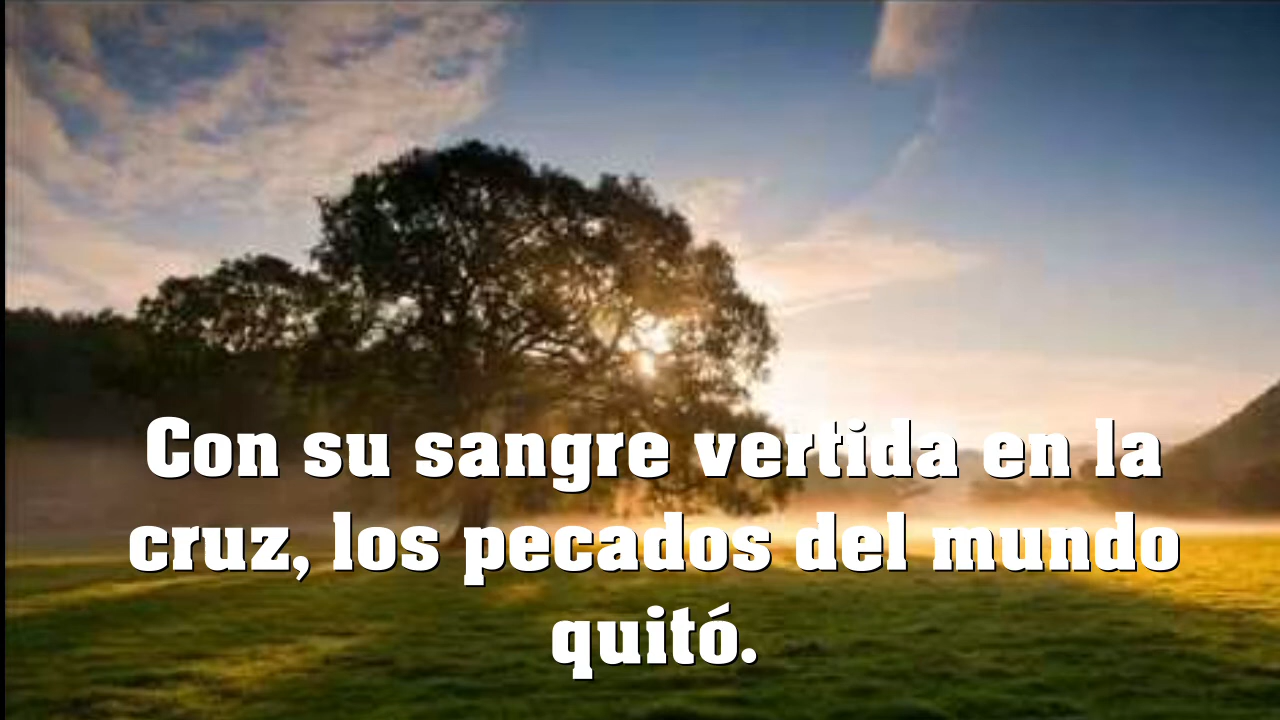 Con su sangre vertida en la
cruz, los pecados del mundo
quitó.